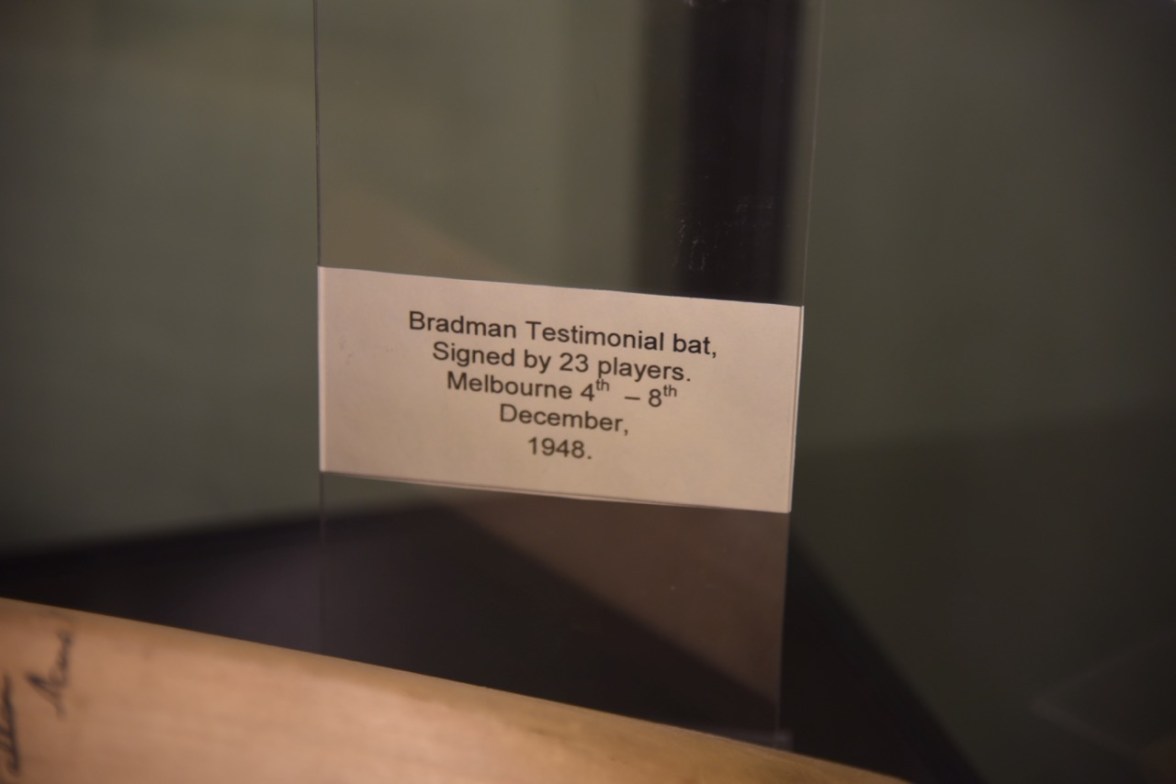 Bradman Testimonial bat,
Signed by 23 players.
Melbourne 4th – 8th
December,
1948.